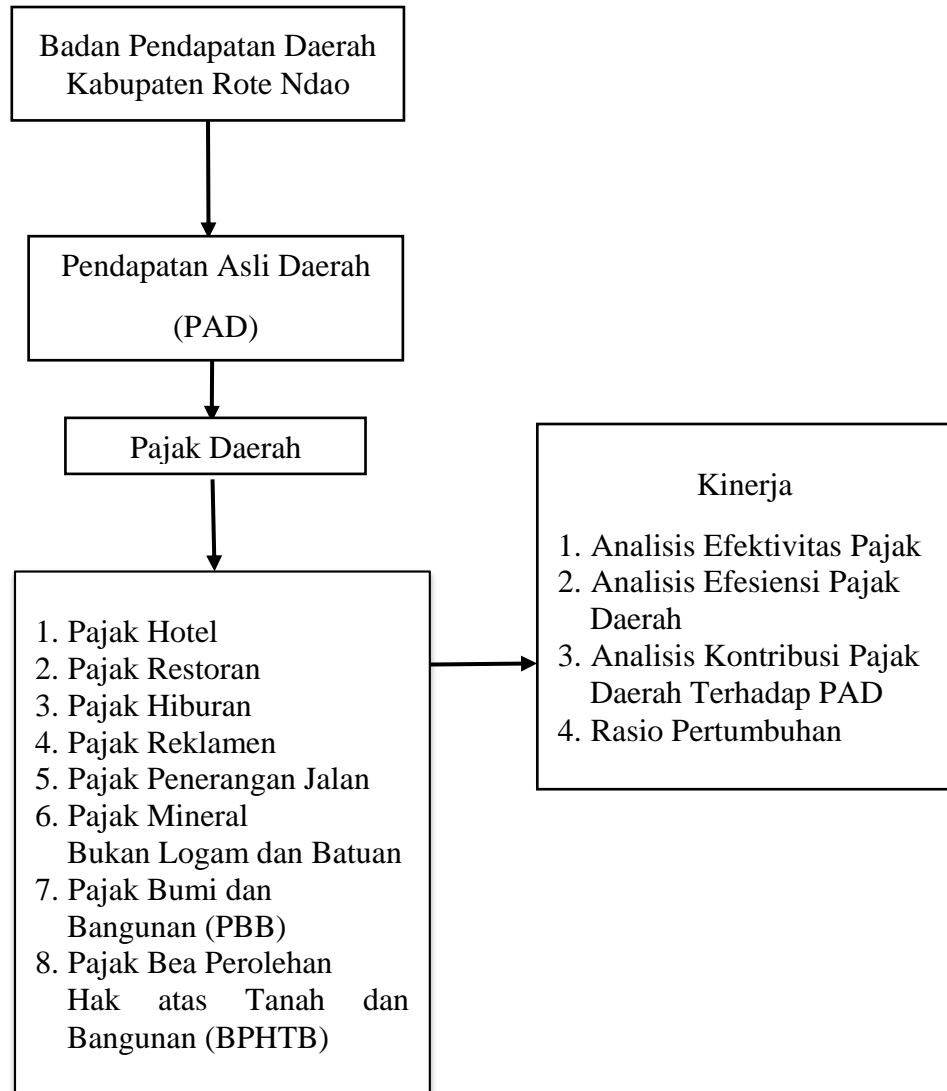 Badan Pendapatan Daerah
Kabupaten Rote Ndao
Pendapatan Asli Daerah
(PAD)
Pajak Daerah
1. Pajak Hotel
2. Pajak Restoran
3. Pajak Hiburan
4. Pajak Reklamen
5. Pajak Penerangan Jalan
6. Pajak Mineral
Bukan Logam dan Batuan
7. Pajak Bumi dan
Bangunan (PBB)
8. Pajak Bea Perolehan
Hak atas Tanah dan
Bangunan (BPHTB)
Kinerja
1. Analisis Efektivitas Pajak
2. Analisis Efesiensi Pajak
Daerah
3. Analisis Kontribusi Pajak
Daerah Terhadap PAD
4. Rasio Pertumbuhan